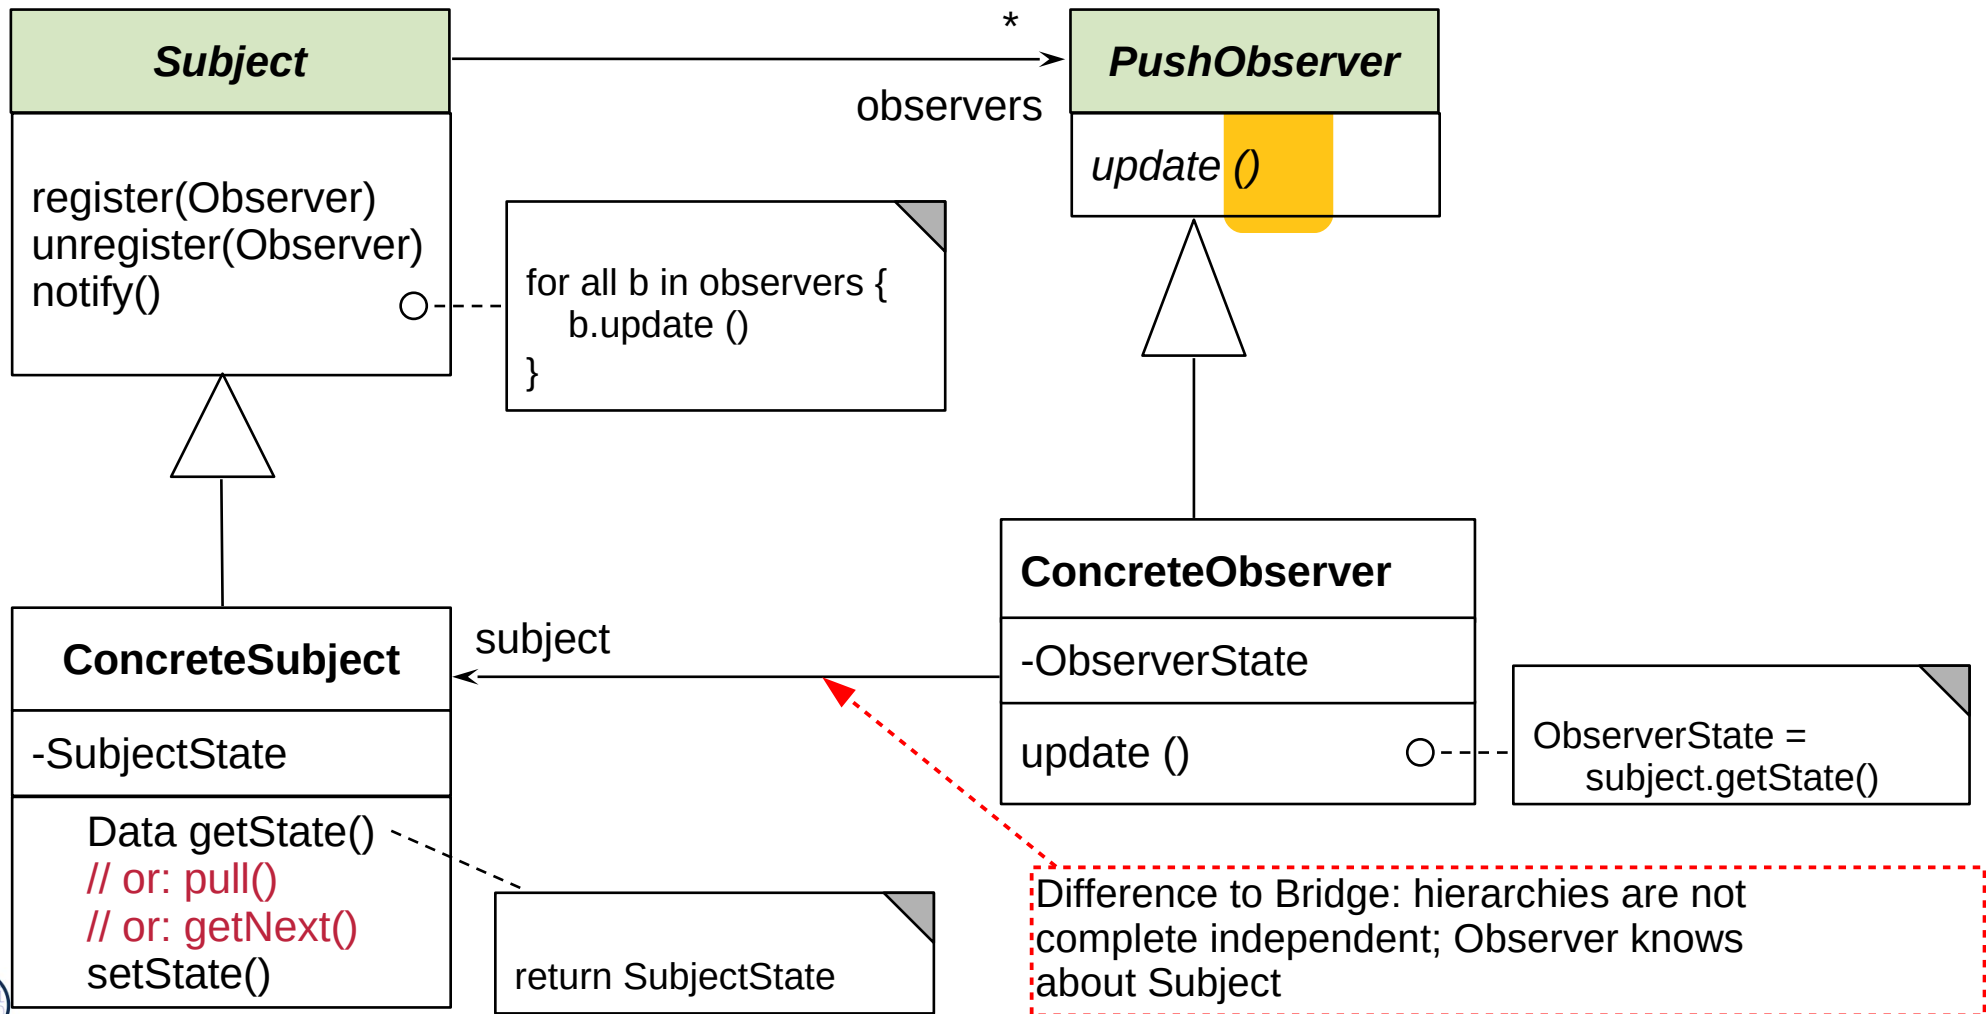 Subject
*
PushObserver
observers
update ()
register(Observer)
unregister(Observer)
notify()
for all b in observers {
b.update ()
}
ConcreteObserver
-ObserverState
update ()
subject
ConcreteSubject
-SubjectState
Data getState()
// or: pull()
// or: getNext()
setState()
ObserverState =
subject.getState()
return SubjectState
Difference to Bridge: hierarchies are not
complete independent; Observer knows
about Subject